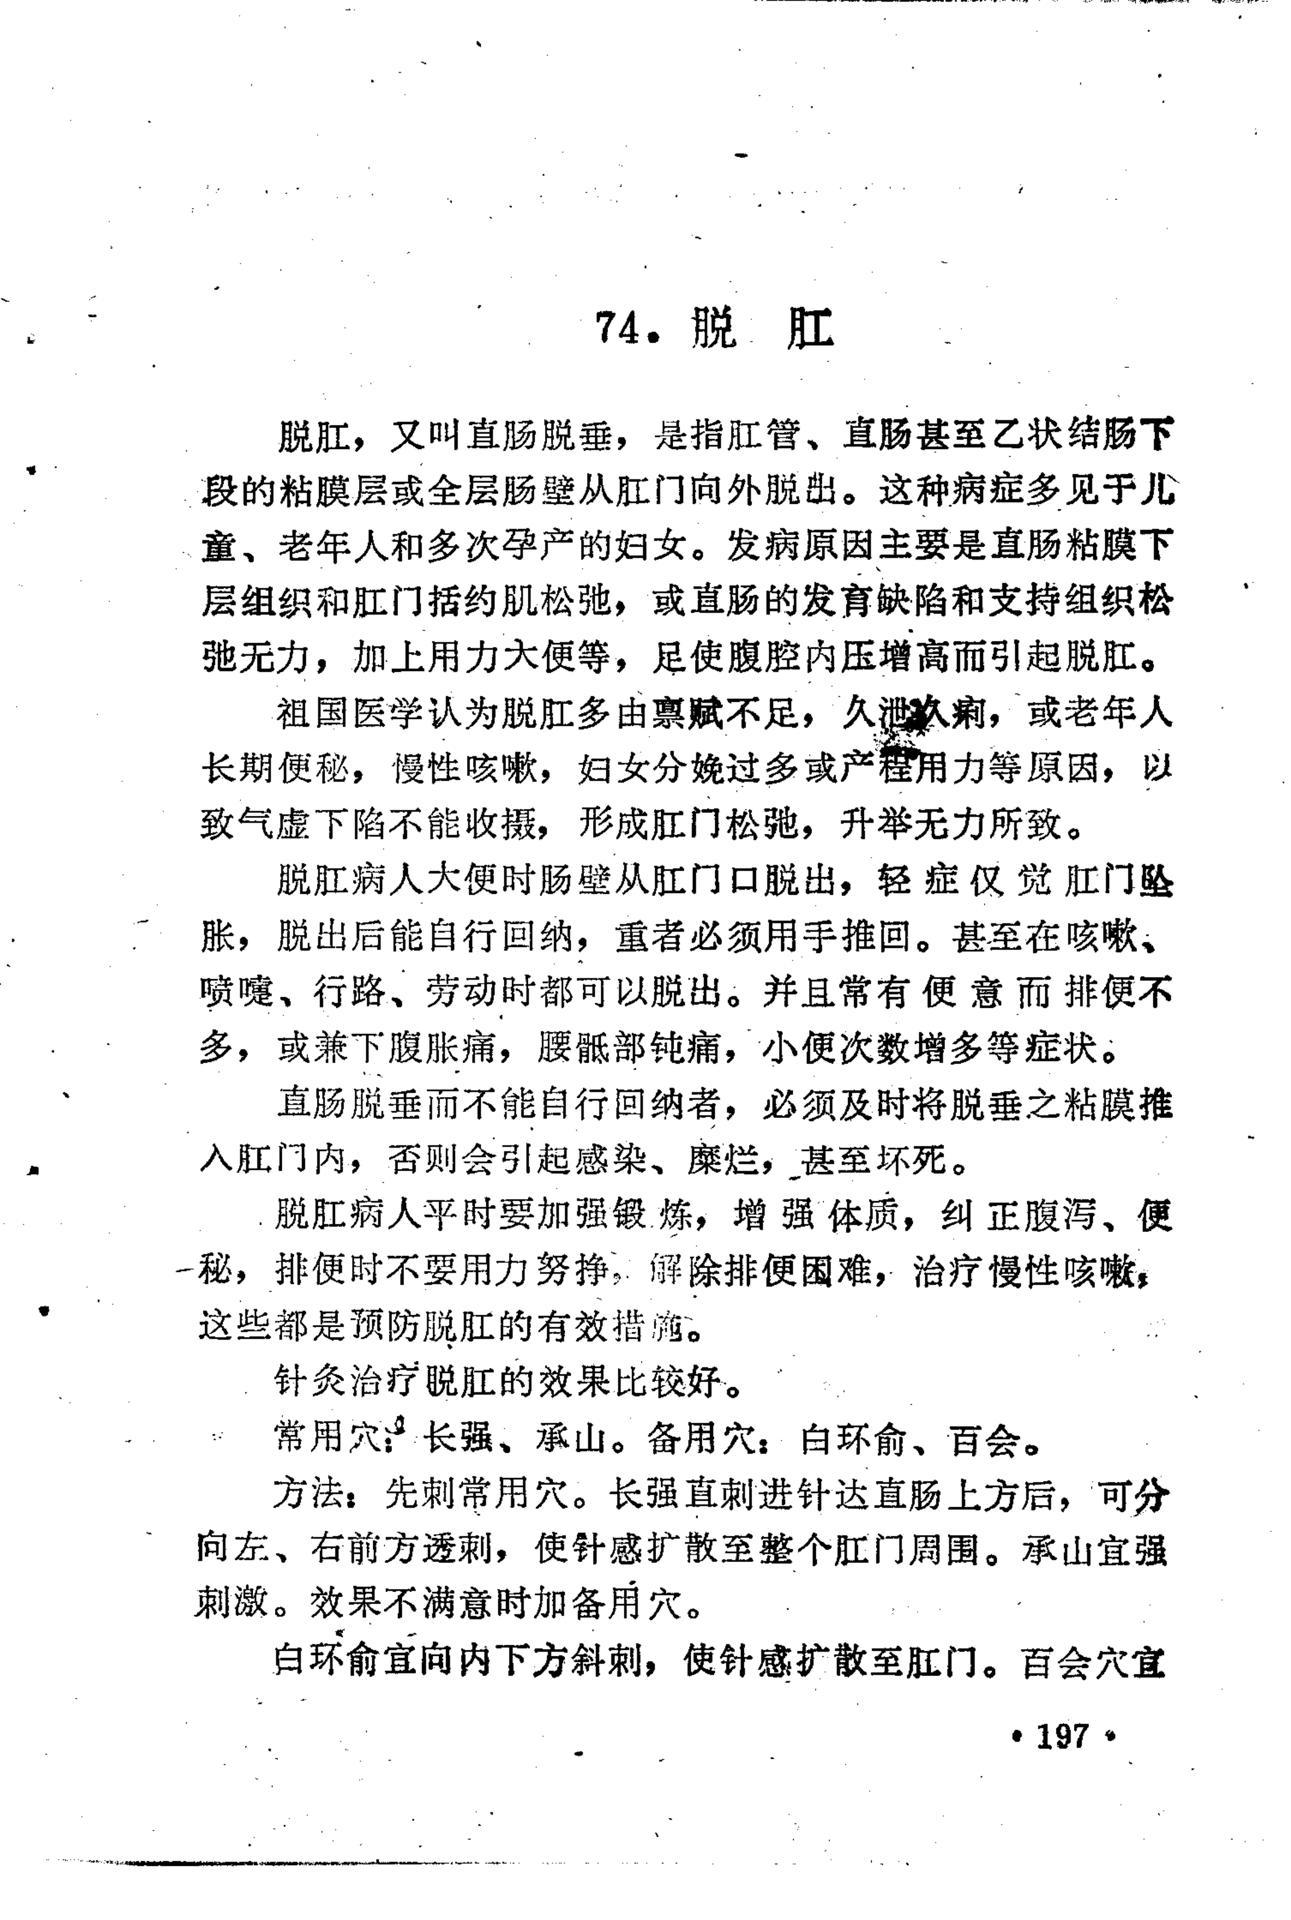 74. 脱 肛
脱肛，又叫直肠脱垂，是指肛管、直肠甚至乙状结肠下
段的粘膜层或全层肠壁从肛门向外脱出。这种病症多见于儿
童、老年人和多次孕产的妇女。发病原因主要是直肠粘膜下
层组织和肛门括约肌松弛，或直肠的发育缺陷和支持组织松
弛无力，加上用力大便等，足使腹腔内压增高而引起脱肛。
祖国医学认为脱肛多由禀赋不足，久泄久痢，或老年人
长期便秘，慢性咳嗽，妇女分娩过多或产程用力等原因，以
致气虚下陷不能收摄，形成肛门松弛，升举无力所致。
脱肛病人大便时肠壁从肛门口脱出，轻症仅觉肛门坠
胀，脱出后能自行回纳，重者必须用手推回。甚至在咳嗽、
喷嚏、行路、劳动时都可以脱出。并且常有便意而排便不
多，或兼下腹胀痛，腰骶部钝痛，小便次数增多等症状。
直肠脱垂而不能自行回纳者，必须及时将脱垂之粘膜推
入肛门内，否则会引起感染、糜烂，甚至坏死。
脱肛病人平时要加强锻炼，增强体质，纠正腹泻、便
秘，排便时不要用力努挣，解除排便困难，治疗慢性咳嗽，
这些都是预防脱肛的有效措施。
针灸治疗脱肛的效果比较好。
常用穴：长强、承山。备用穴：白环俞、百会。
方法：先刺常用穴。长强直刺进针达直肠上方后，可分
向左、右前方透刺，使针感扩散至整个肛门周围。承山宜强
刺激。效果不满意时加备用穴。
白环俞宜向内下方斜刺，使针感扩散至肛门。百会穴宜
• 197 •